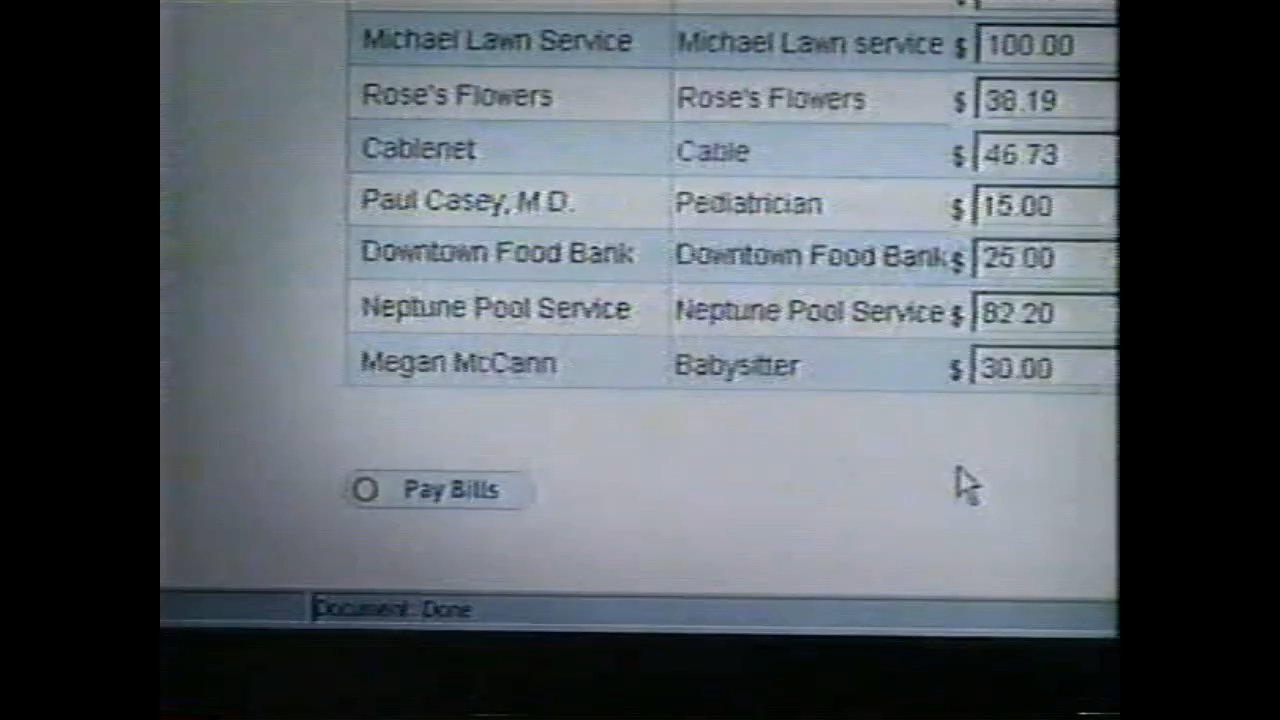 Michael Lawn Service Michael Lawn service $ 100.00
Rose's Flowers Rose's Flowers $ 38.19
Cablenet Cable $ 46.73
Paul Casey, M D. Pediatrician $ 15.00
Downtown Food Bank Downtown Food Bank $ 25.00
Neptune Pool Service Neptune Pool Service $ 82.20
Megan McCann Babysitter $ 30.00
Pay Bills
Document: Done